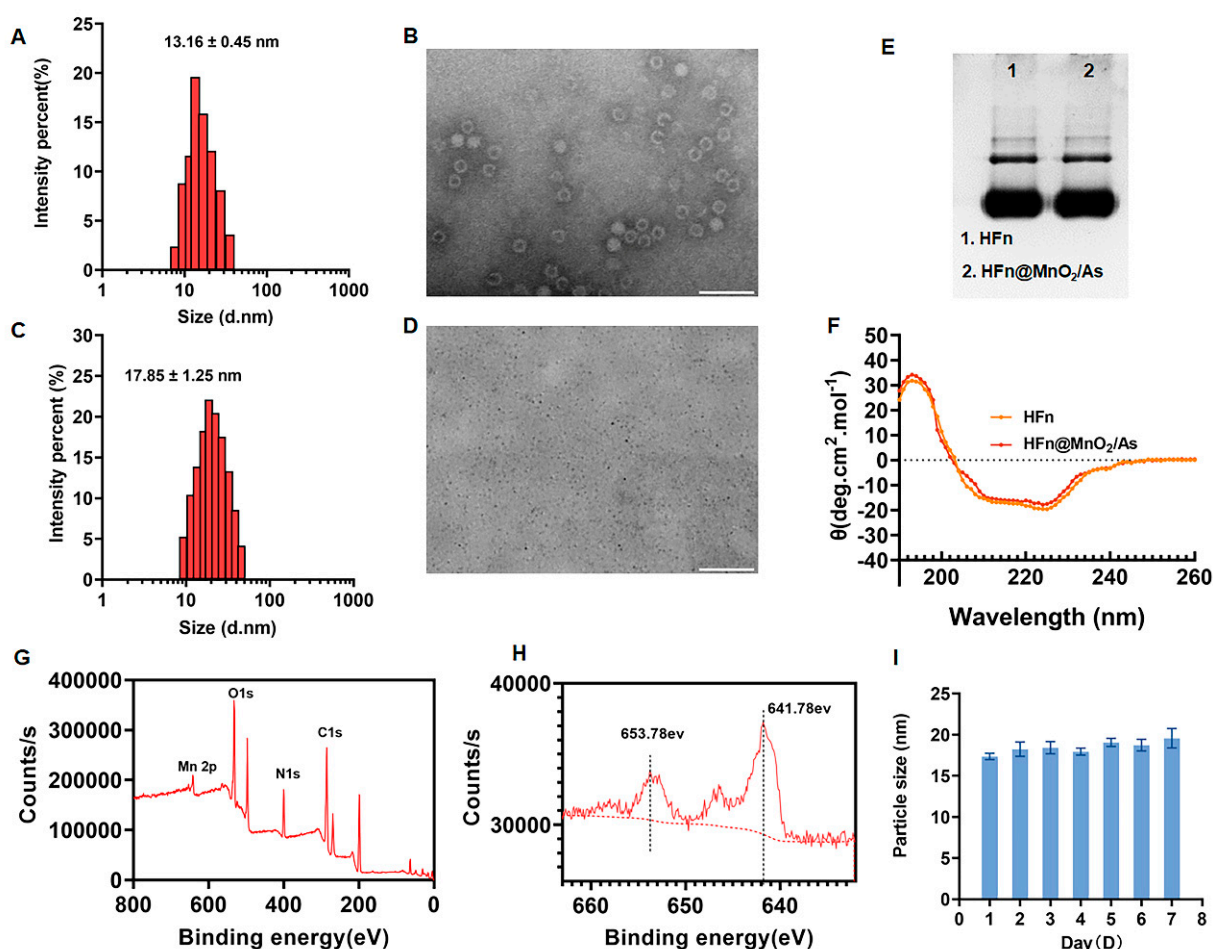 A
13.16 ± 0.45 nm
Intensity percent(%)
25
20
15
10
5
0
1 10 100 1000
Size (d.nm)
B
C
17.85 ± 1.25 nm
Intensity percent (%)
30
25
20
15
10
5
0
1 10 100 1000
Size (d.nm)
D
E
1 2
1. HFn
2. HFn@MnO₂/As
F
θ(deg.cm².mol⁻¹)
50
40
30
20
10
0
-10
-20
-30
-40
HFn
HFn@MnO₂/As
200 220 240 260
Wavelength (nm)
G
Counts/s
400000
300000
200000
100000
0
Mn 2p
O1s
N1s
C1s
800 600 400 200 0
Binding energy(eV)
H
Counts/s
40000
30000
653.78ev
641.78ev
660 650 640
Binding energy(eV)
I
Particle size (nm)
25
20
15
10
5
0
0 1 2 3 4 5 6 7 8
Day(D)